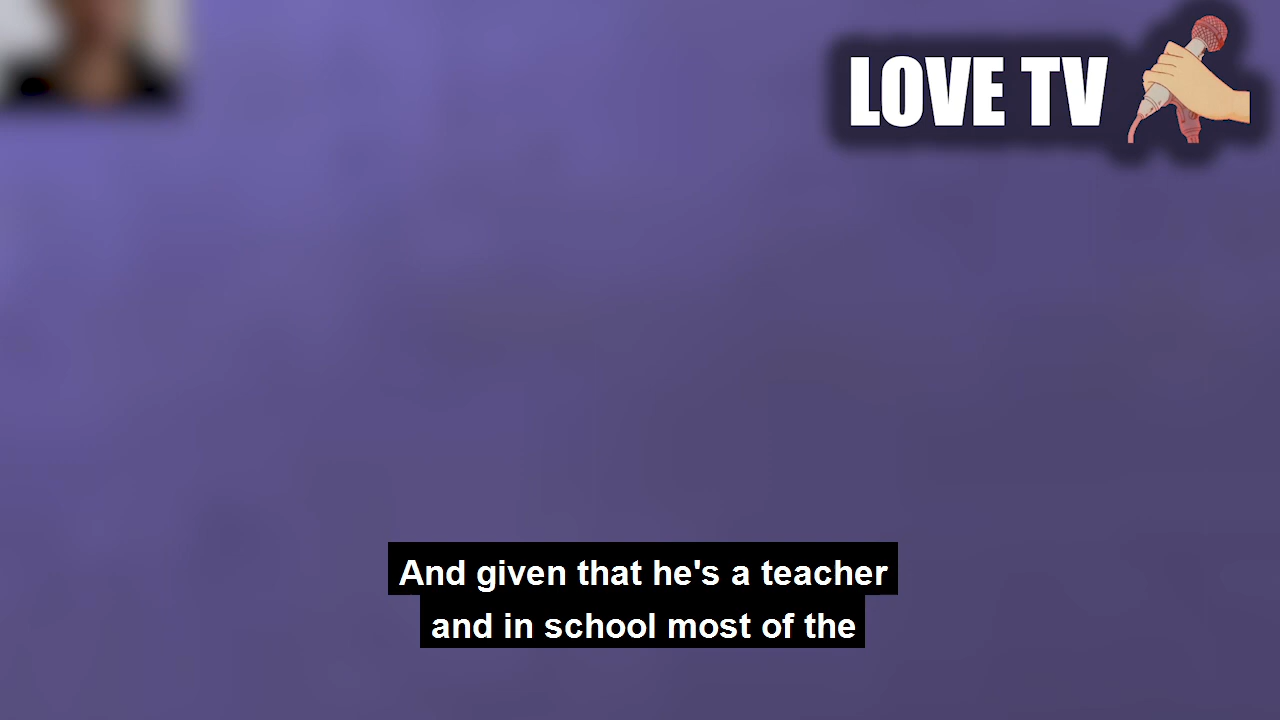 LOVE TV
And given that he's a teacher
and in school most of the